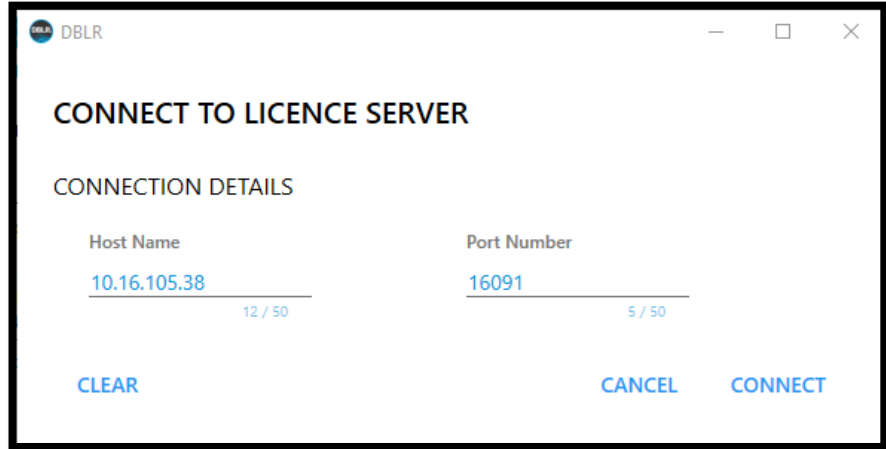 DBLR
CONNECT TO LICENCE SERVER
CONNECTION DETAILS
Host Name Port Number
10.16.105.38 16091
12 / 50 5 / 50
CLEAR CANCEL CONNECT